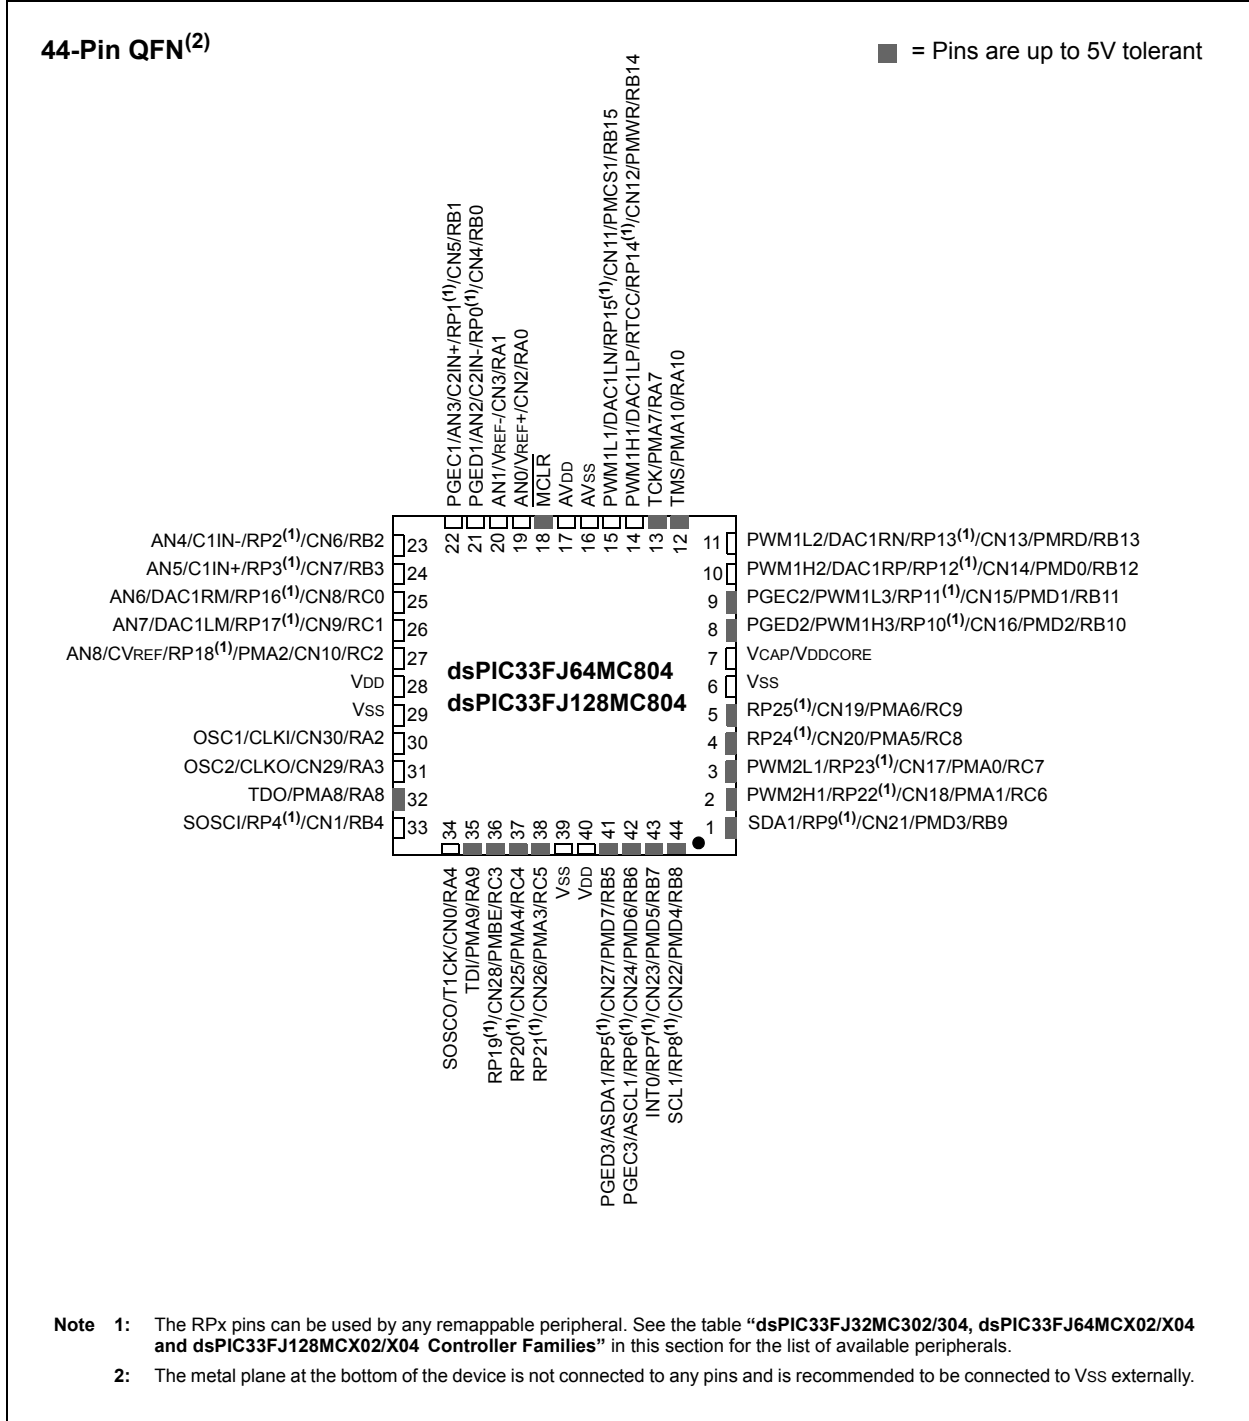 44-Pin QFN(2)
= Pins are up to 5V tolerant
PGEC1/AN3/C2IN+/RP1(1)/CN5/RB1
PGED1/AN2/C2IN-/RP0(1)/CN4/RB0
AN1/VREF-/CN3/RA1
AN0/VREF+/CN2/RA0
MCLR
AVDD
AVSS
PWM1L1/DAC1LN/RP15(1)/CN11/PMCS1/RB15
PWM1H1/DAC1LP/RTCC/RP14(1)/CN12/PMWR/RB14
TCK/PMA7/RA7
TMS/PMA10/RA10
22 21 20 19 18 17 16 15 14 13 12
AN4/C1IN-/RP2(1)/CN6/RB2 23
AN5/C1IN+/RP3(1)/CN7/RB3 24
AN6/DAC1RM/RP16(1)/CN8/RC0 25
AN7/DAC1LM/RP17(1)/CN9/RC1 26
AN8/CVREF/RP18(1)/PMA2/CN10/RC2 27
VDD 28
VSS 29
OSC1/CLKI/CN30/RA2 30
OSC2/CLKO/CN29/RA3 31
TDO/PMA8/RA8 32
SOSCI/RP4(1)/CN1/RB4 33
dsPIC33FJ64MC804
dsPIC33FJ128MC804
11 PWM1L2/DAC1RN/RP13(1)/CN13/PMRD/RB13
10 PWM1H2/DAC1RP/RP12(1)/CN14/PMD0/RB12
9 PGEC2/PWM1L3/RP11(1)/CN15/PMD1/RB11
8 PGED2/PWM1H3/RP10(1)/CN16/PMD2/RB10
7 VCAP/VDDCORE
6 VSS
5 RP25(1)/CN19/PMA6/RC9
4 RP24(1)/CN20/PMA5/RC8
3 PWM2L1/RP23(1)/CN17/PMA0/RC7
2 PWM2H1/RP22(1)/CN18/PMA1/RC6
1 SDA1/RP9(1)/CN21/PMD3/RB9
34 35 36 37 38 39 40 41 42 43 44
SOSCO/T1CK/CN0/RA4
TDI/PMA9/RA9
RP19(1)/CN28/PMBE/RC3
RP20(1)/CN25/PMA4/RC4
RP21(1)/CN26/PMA3/RC5
VSS
VDD
PGED3/ASDA1/RP5(1)/CN27/PMD7/RB5
PGEC3/ASCL1/RP6(1)/CN24/PMD6/RB6
INT0/RP7(1)/CN23/PMD5/RB7
SCL1/RP8(1)/CN22/PMD4/RB8
Note 1: The RPx pins can be used by any remappable peripheral. See the table “dsPIC33FJ32MC302/304, dsPIC33FJ64MCX02/X04
and dsPIC33FJ128MCX02/X04 Controller Families” in this section for the list of available peripherals.
2: The metal plane at the bottom of the device is not connected to any pins and is recommended to be connected to VSS externally.